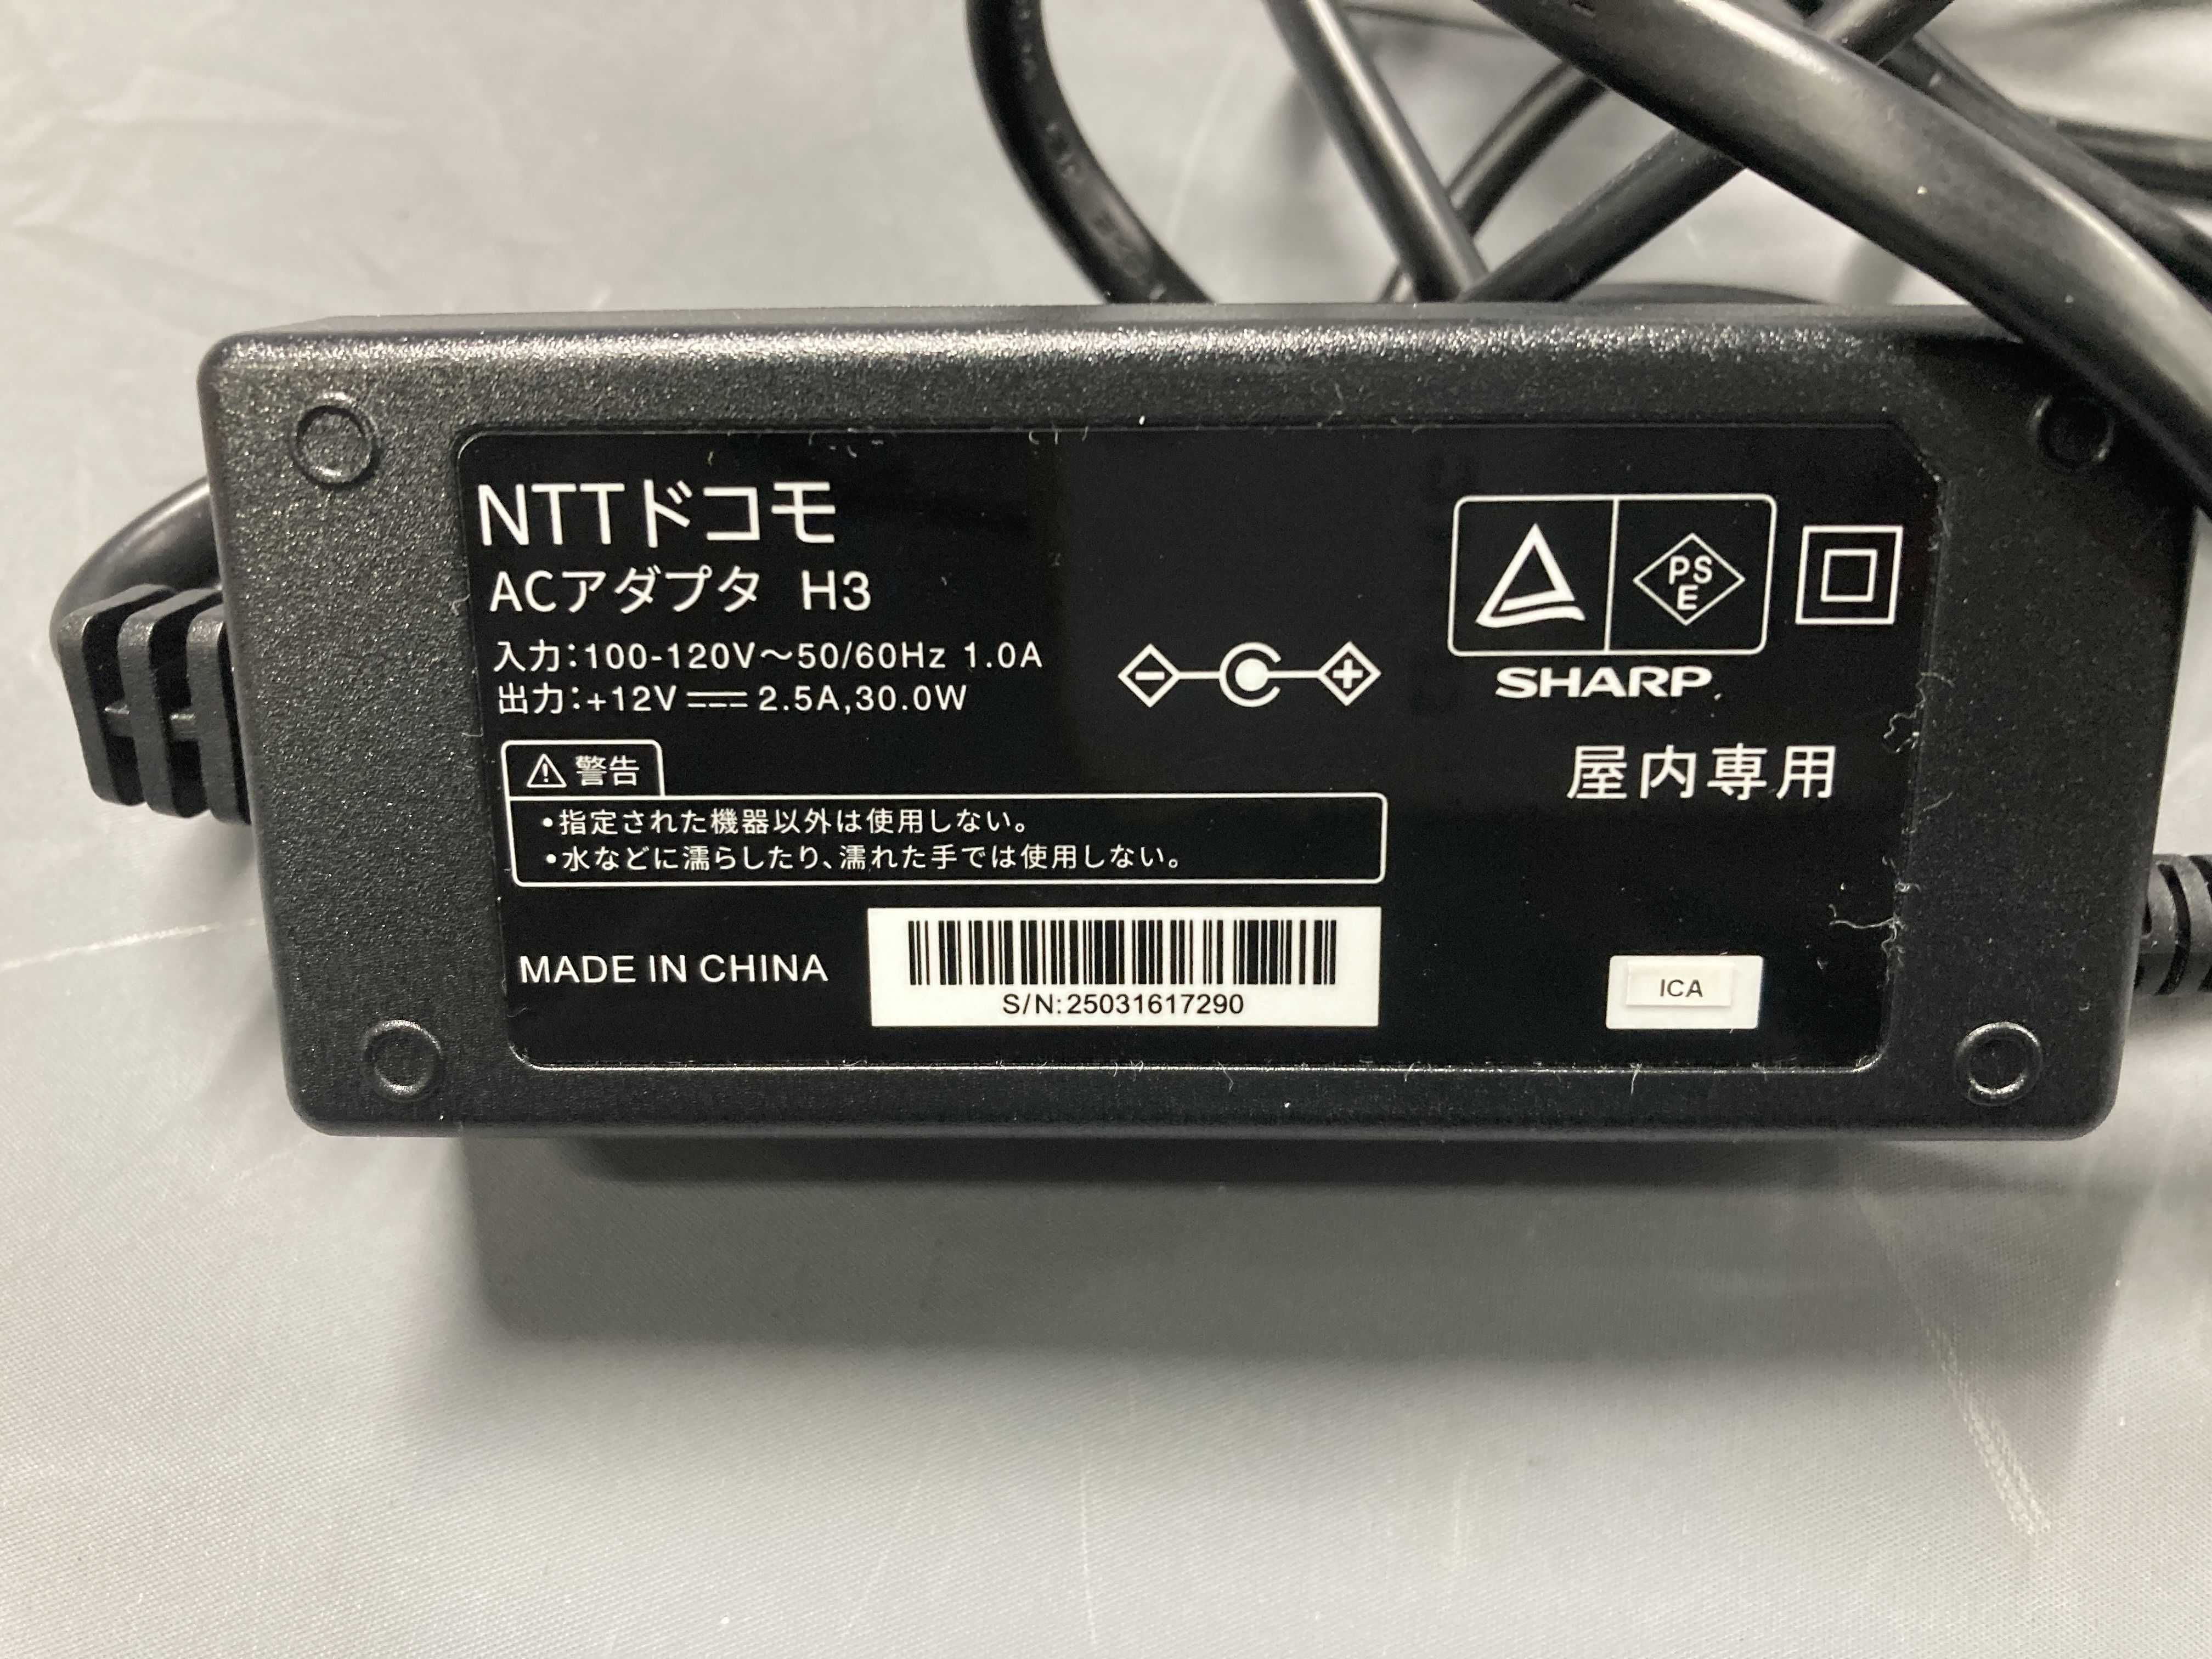 NTTドコモ
ACアダプタ H3
入力:100-120V～50/60Hz 1.0A
出力:+12V⎓2.5A,30.0W
PSE
SHARP
屋内専用
⚠警告
•指定された機器以外は使用しない。
•水などに濡らしたり、濡れた手では使用しない。
MADE IN CHINA
S/N:25031617290
ICA